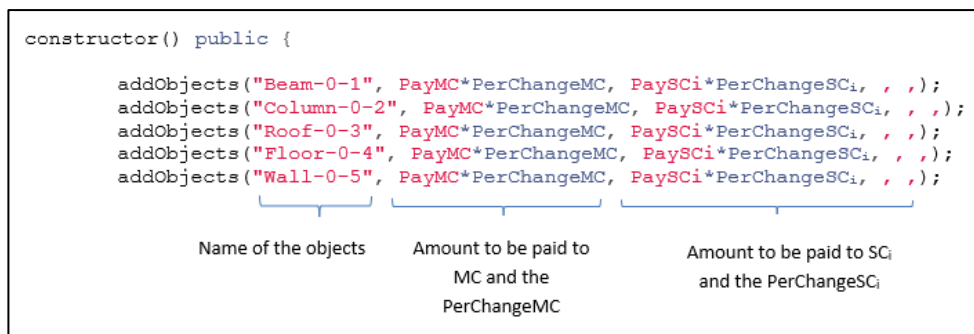 constructor() public {
addObjects("Beam-0-1", PayMC*PerChangeMC, PaySCi*PerChangeSCᵢ, , ,);
addObjects("Column-0-2", PayMC*PerChangeMC, PaySCi*PerChangeSCᵢ, , ,);
addObjects("Roof-0-3", PayMC*PerChangeMC, PaySCi*PerChangeSCᵢ, , ,);
addObjects("Floor-0-4", PayMC*PerChangeMC, PaySCi*PerChangeSCᵢ, , ,);
addObjects("Wall-0-5", PayMC*PerChangeMC, PaySCi*PerChangeSCᵢ, , ,);
Name of the objects
Amount to be paid to
MC and the
PerChangeMC
Amount to be paid to SCᵢ
and the PerChangeSCᵢ